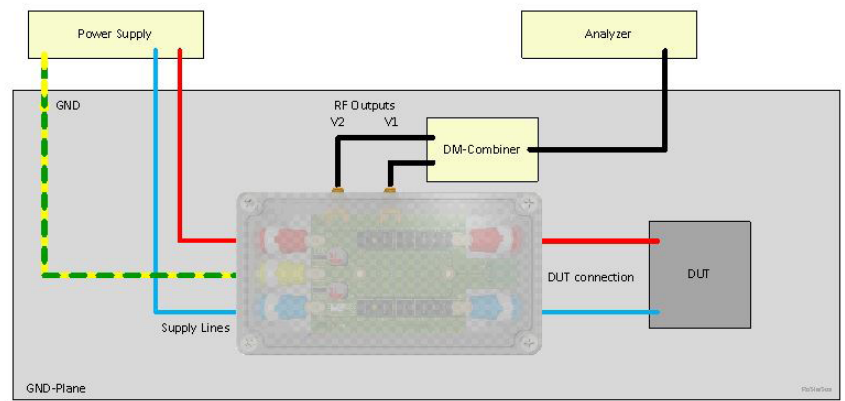 Power Supply
Analyzer
GND
RF Outputs
V2 V1
DM-Combiner
DUT connection
DUT
Supply Lines
GND-Plane